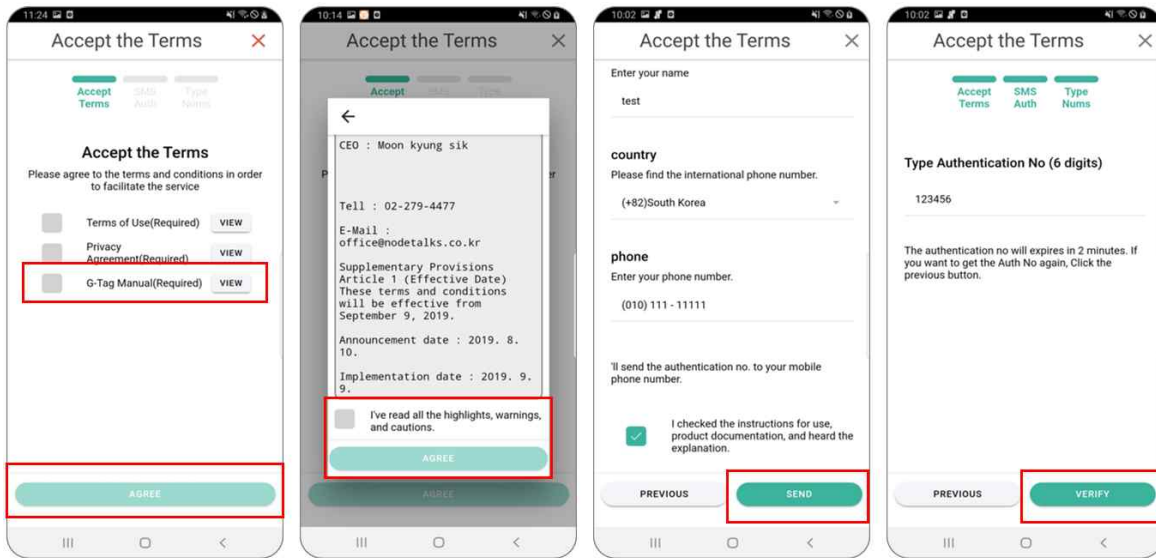 11:24
Accept the Terms
Accept
Terms
SMS
Auth
Type
Nums
Accept the Terms
Please agree to the terms and conditions in order
to facilitate the service
Terms of Use(Required) VIEW
Privacy
Agreement(Required) VIEW
G-Tag Manual(Required) VIEW
AGREE
10:14
Accept the Terms
Accept
CEO : Moon kyung sik
Tell : 02-279-4477
E-Mail :
office@nodetalks.co.kr
Supplementary Provisions
Article 1 (Effective Date)
These terms and conditions
will be effective from
September 9, 2019.
Announcement date : 2019. 8.
10.
Implementation date : 2019. 9.
9.
I've read all the highlights, warnings,
and cautions.
AGREE
AGREE
10:02
Accept the Terms
Enter your name
test
country
Please find the international phone number.
(+82)South Korea
phone
Enter your phone number.
(010) 111 - 11111
'll send the authentication no. to your mobile
phone number.
I checked the instructions for use,
product documentation, and heard the
explanation.
PREVIOUS SEND
10:02
Accept the Terms
Accept
Terms
SMS
Auth
Type
Nums
Type Authentication No (6 digits)
123456
The authentication no will expires in 2 minutes. If
you want to get the Auth No again, Click the
previous button.
PREVIOUS VERIFY